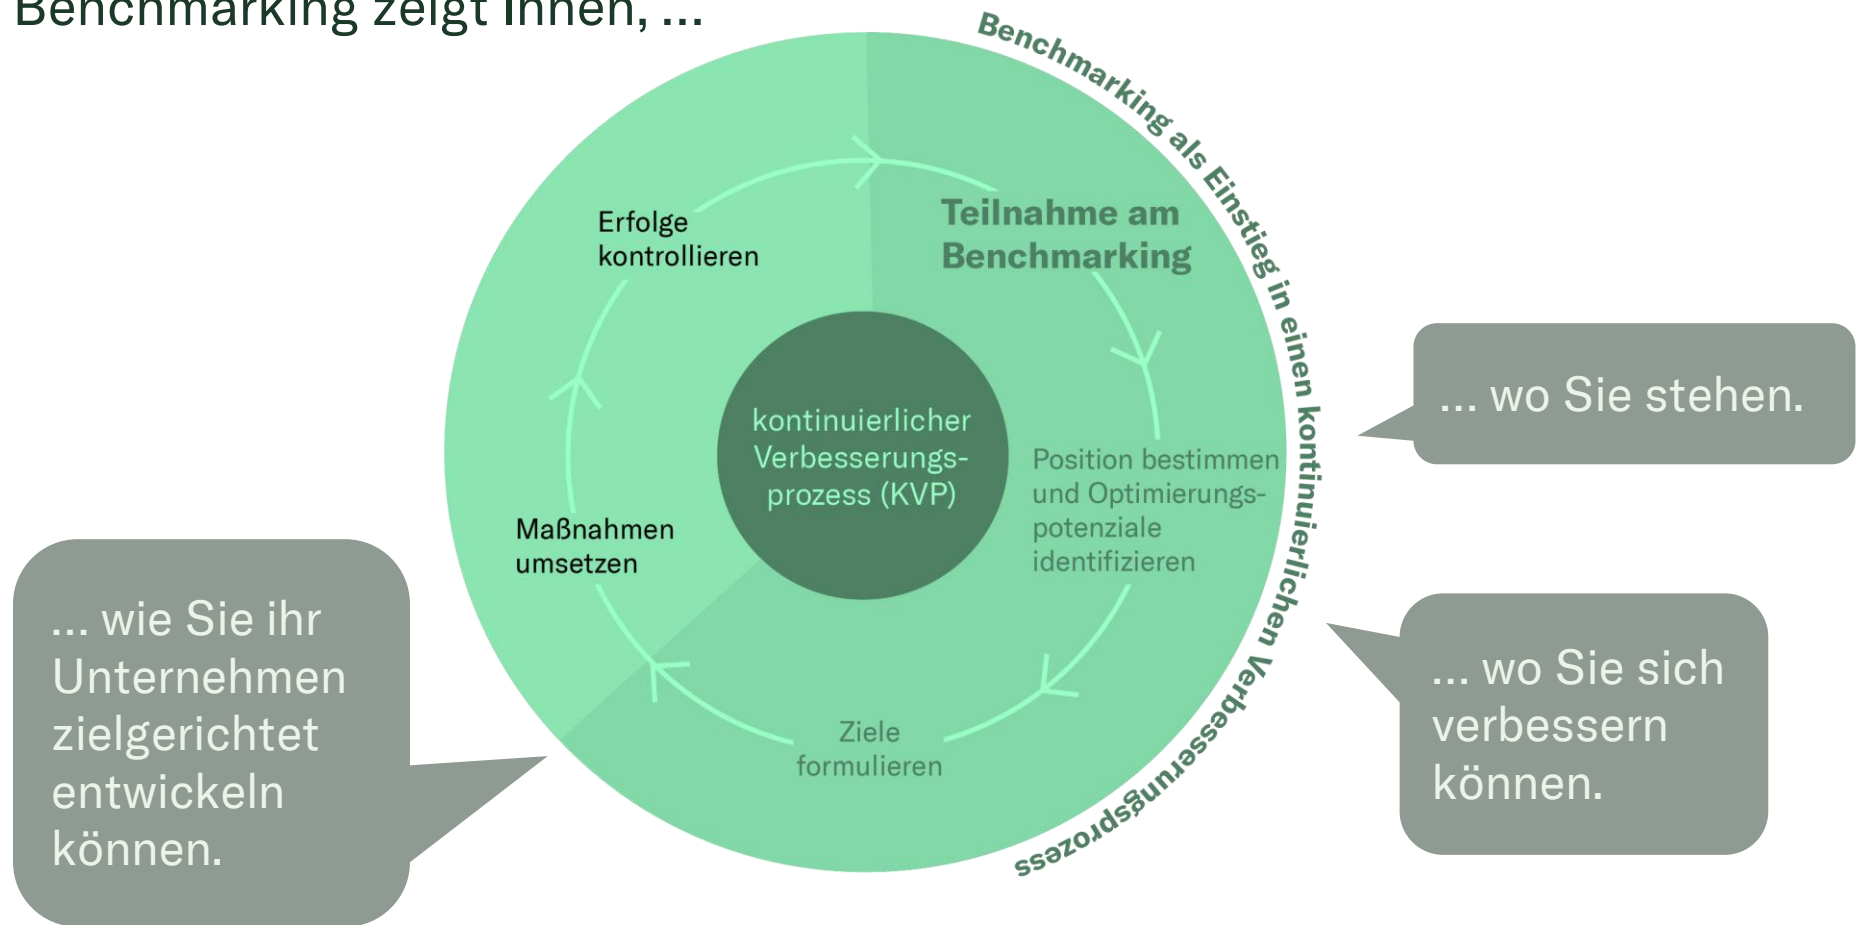 Benchmarking zeigt Ihnen, ...
Benchmarking als Einstieg in einen kontinuierlichen Verbesserungsprozess
Teilnahme am
Benchmarking
Position bestimmen
und Optimierungs-
potenziale
identifizieren
Ziele
formulieren
Maßnahmen
umsetzen
Erfolge
kontrollieren
kontinuierlicher
Verbesserungs-
prozess (KVP)
... wo Sie stehen.
... wo Sie sich
verbessern
können.
... wie Sie ihr
Unternehmen
zielgerichtet
entwickeln
können.